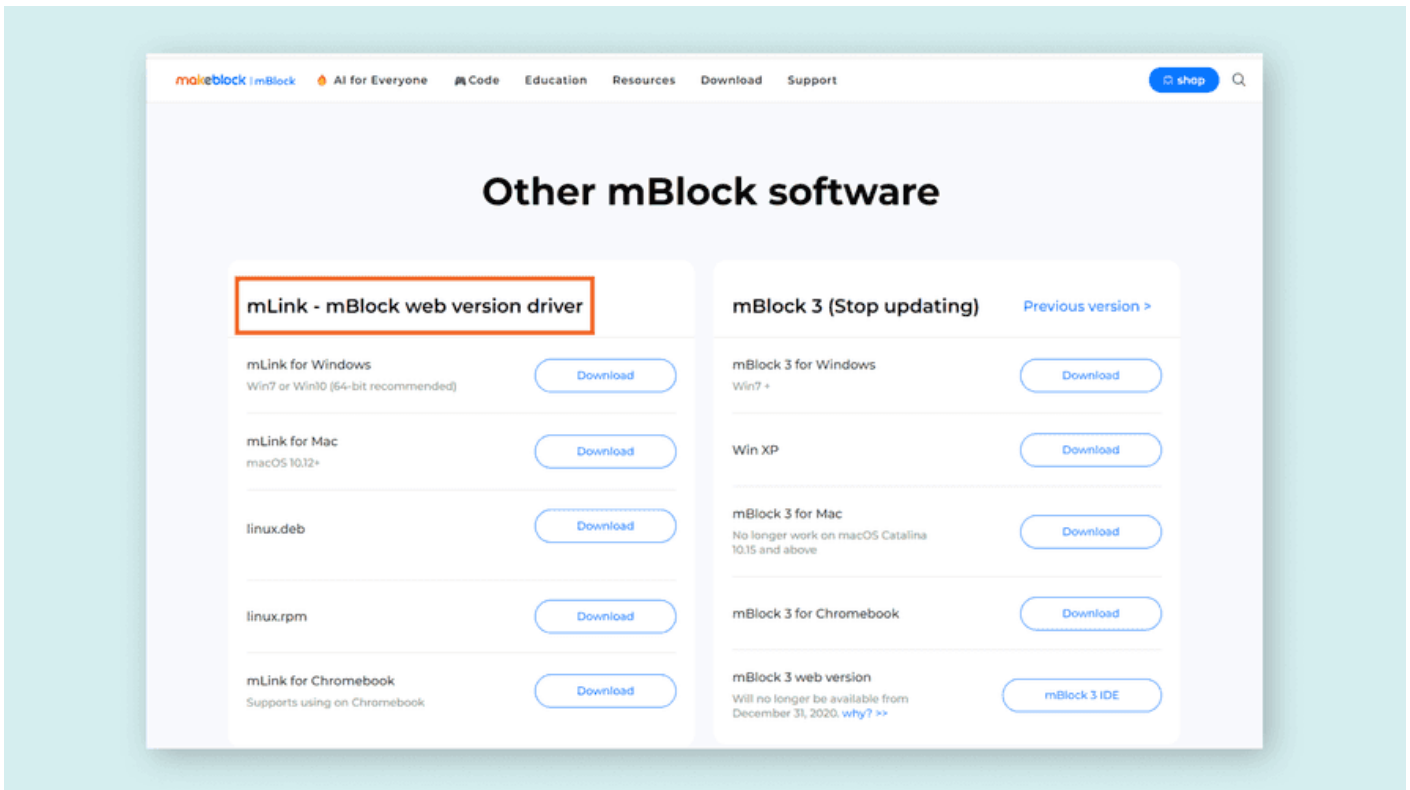 makeblock | mBlock AI for Everyone Code Education Resources Download Support shop
Other mBlock software
mLink - mBlock web version driver
mLink for Windows
Win7 or Win10 (64-bit recommended)
Download
mLink for Mac
macOS 10.12+
Download
linux.deb
Download
linux.rpm
Download
mLink for Chromebook
Supports using on Chromebook
Download
mBlock 3 (Stop updating) Previous version >
mBlock 3 for Windows
Win7 +
Download
Win XP
Download
mBlock 3 for Mac
No longer work on macOS Catalina
10.15 and above
Download
mBlock 3 for Chromebook
Download
mBlock 3 web version
Will no longer be available from
December 31, 2020. why? >>
mBlock 3 IDE